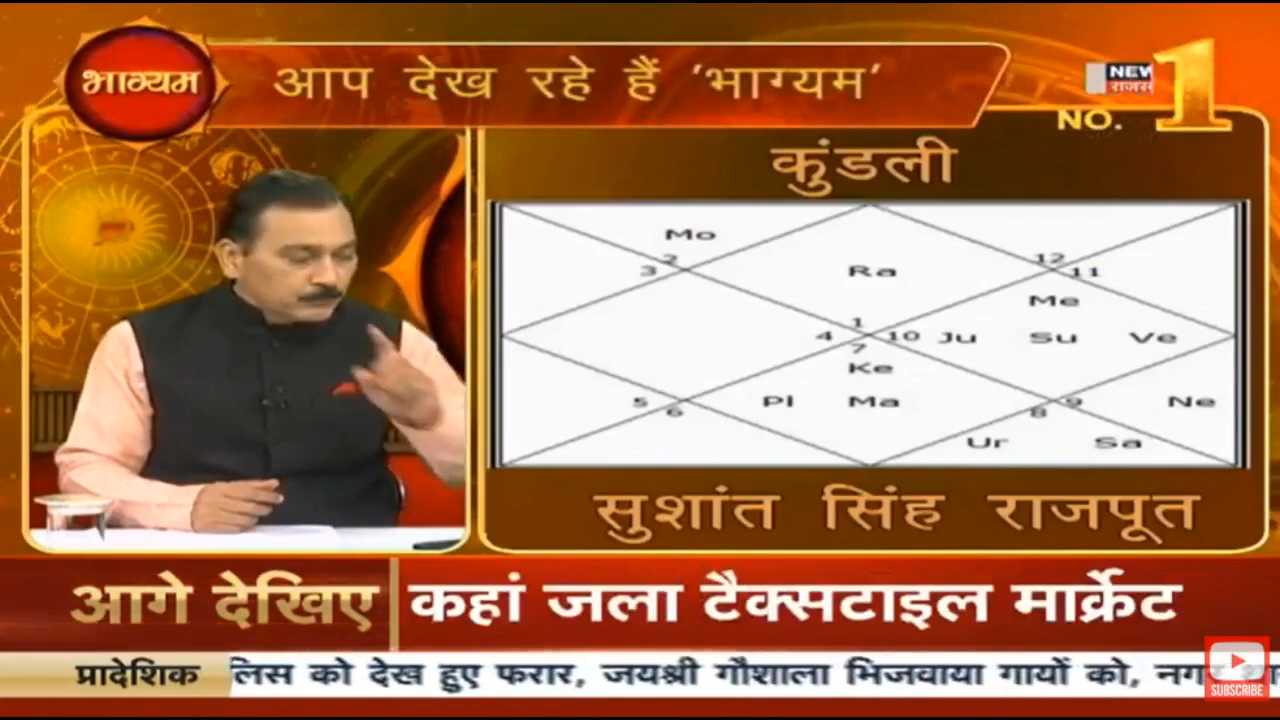 भाग्यम
आप देख रहे हैं ‘भाग्यम’
NEW
राजस
NO. 1
कुंडली
Mo
2
3
Ra
12
11
Me
1
4
10
7
Ju Su Ve
Ke
5
6
Pl Ma
9
8
Ne
Ur Sa
सुशांत सिंह राजपूत
आगे देखिए कहां जला टैक्सटाइल मार्क्रेट
प्रादेशिक लिस को देख हुए फरार, जयश्री गौशाला भिजवाया गायों को,
SUBSCRIBE